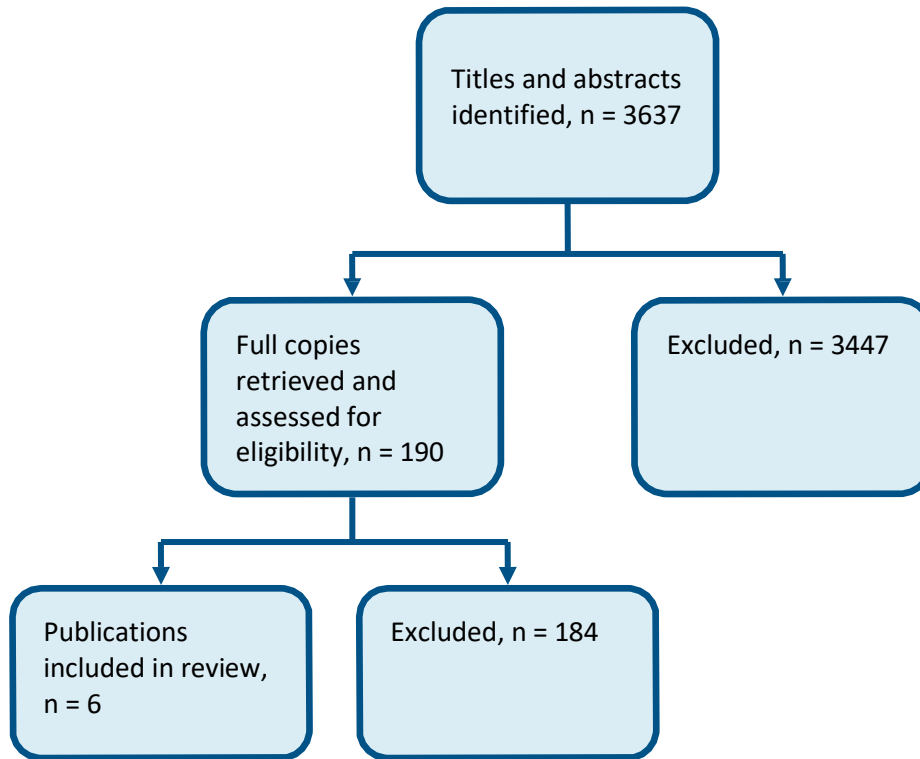 Titles and abstracts
identified, n = 3637
Full copies
retrieved and
assessed for
eligibility, n = 190
Excluded, n = 3447
Publications
included in review,
n = 6
Excluded, n = 184